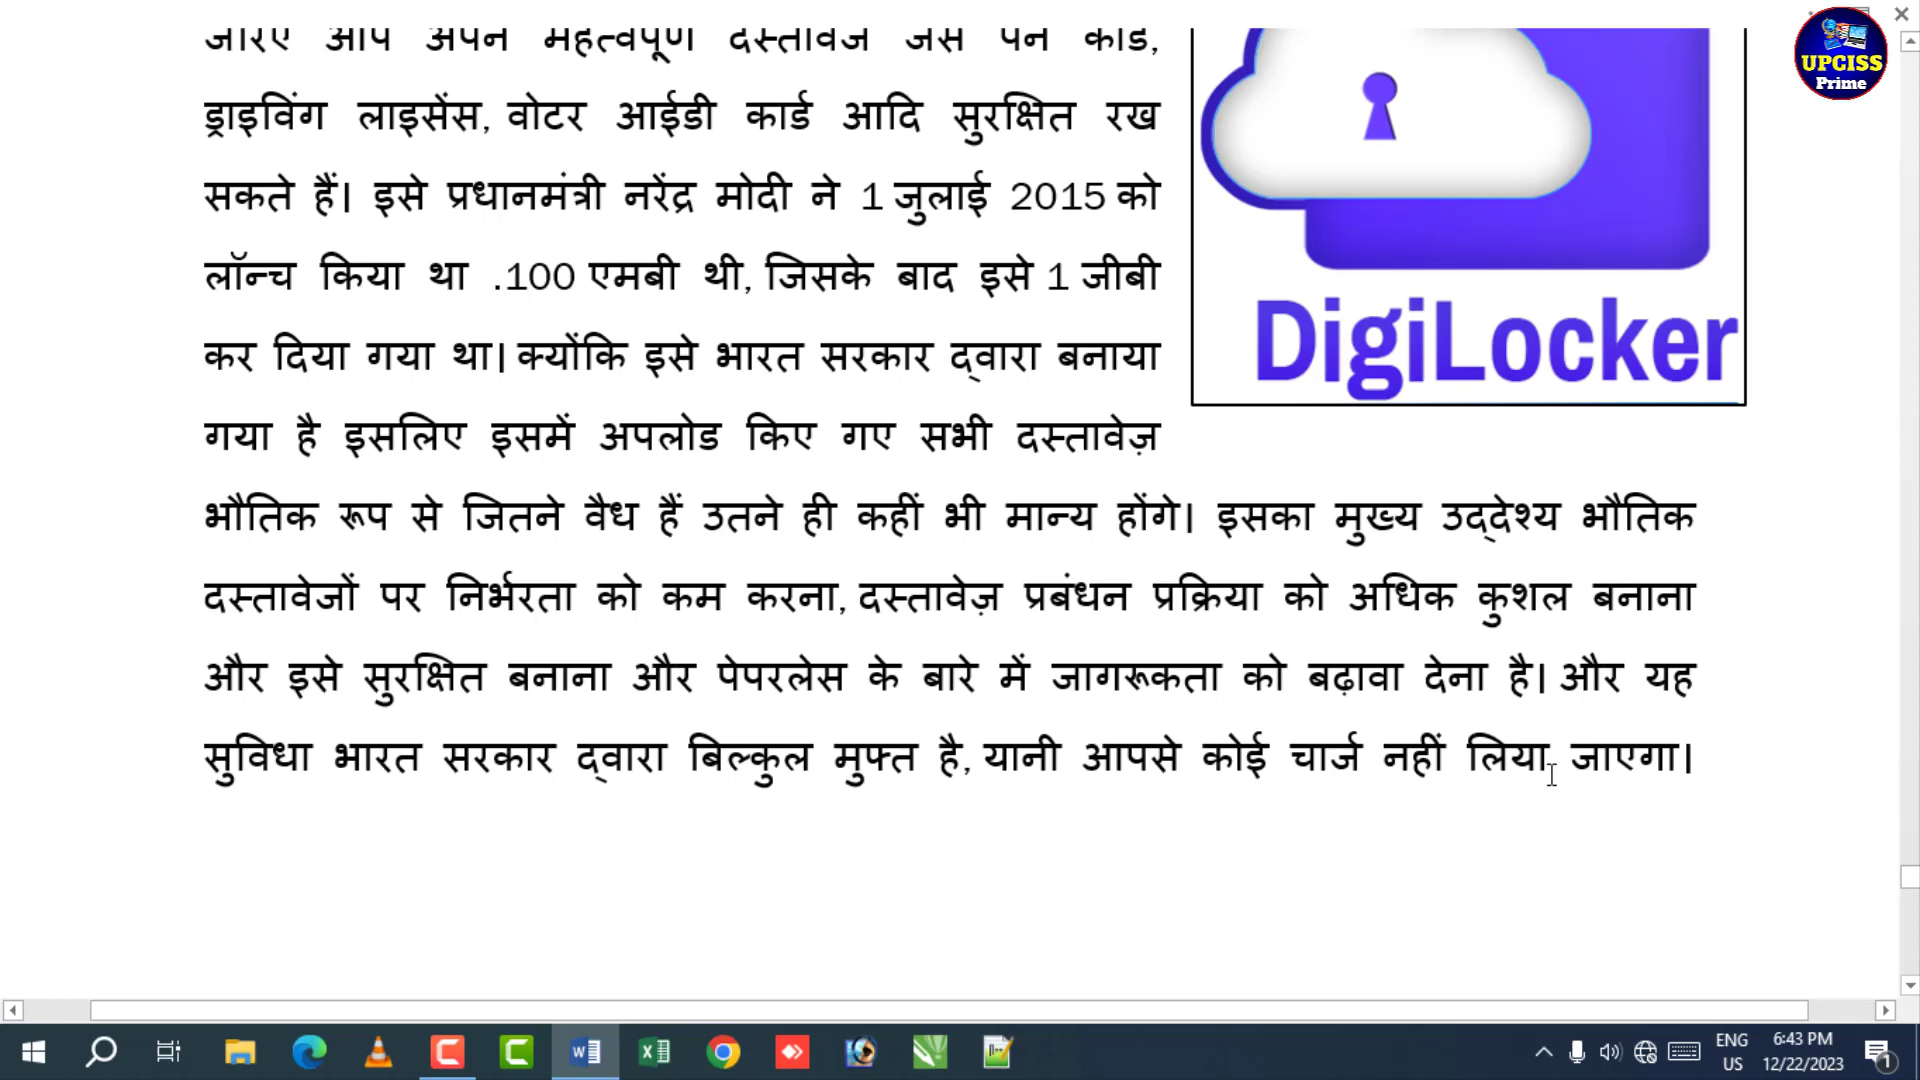 जरिए आप अपने महत्वपूर्ण दस्तावेज जैसे पैन कार्ड,
ड्राइविंग लाइसेंस, वोटर आईडी कार्ड आदि सुरक्षित रख
सकते हैं। इसे प्रधानमंत्री नरेंद्र मोदी ने 1 जुलाई 2015 को
लॉन्च किया था .100 एमबी थी, जिसके बाद इसे 1 जीबी
कर दिया गया था। क्योंकि इसे भारत सरकार द्वारा बनाया
गया है इसलिए इसमें अपलोड किए गए सभी दस्तावेज़
भौतिक रूप से जितने वैध हैं उतने ही कहीं भी मान्य होंगे। इसका मुख्य उद्देश्य भौतिक
दस्तावेजों पर निर्भरता को कम करना, दस्तावेज़ प्रबंधन प्रक्रिया को अधिक कुशल बनाना
और इसे सुरक्षित बनाना और पेपरलेस के बारे में जागरूकता को बढ़ावा देना है। और यह
सुविधा भारत सरकार द्वारा बिल्कुल मुफ्त है, यानी आपसे कोई चार्ज नहीं लिया जाएगा।
DigiLocker
UPCISS
Prime
ENG
US
6:43 PM
12/22/2023
1